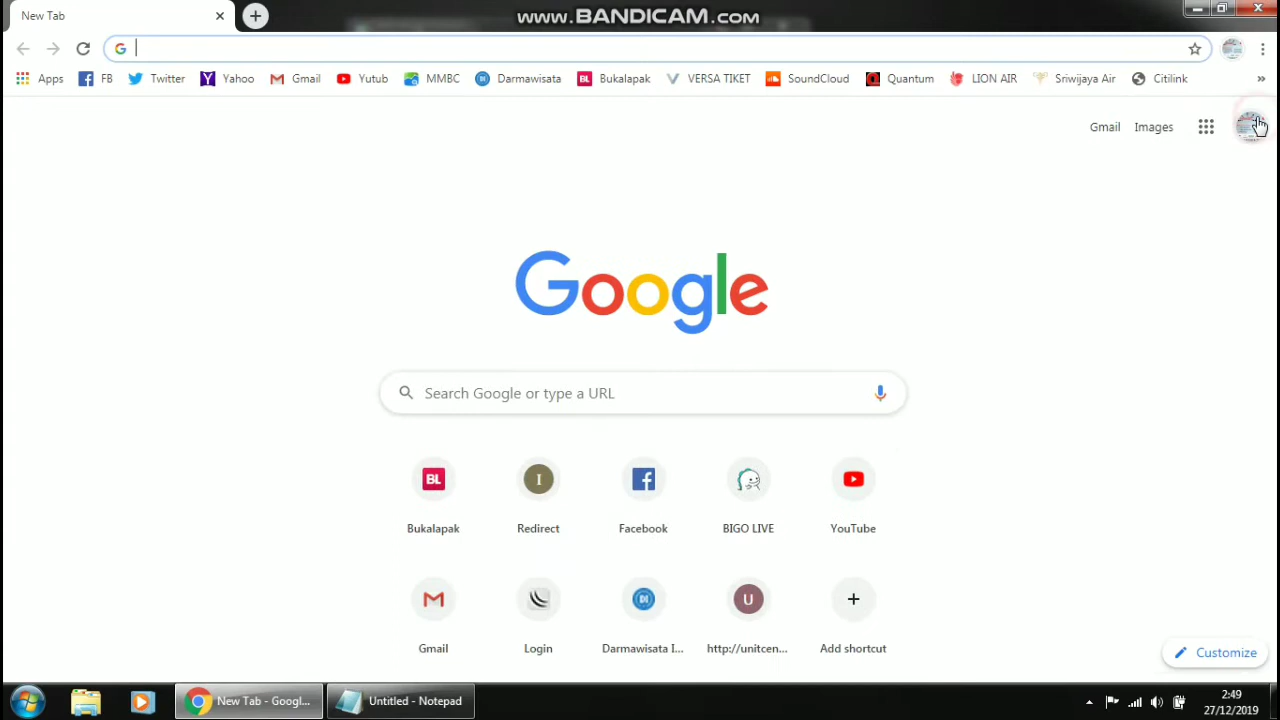 New Tab
www.BANDICAM.com
Apps
FB
Twitter
Yahoo
Gmail
Yutub
MMBC
Darmawisata
BL
Bukalapak
VERSA TIKET
SoundCloud
Quantum
LION AIR
Sriwijaya Air
Citilink
»
Gmail
Images
Google
Search Google or type a URL
BL
I
Bukalapak
Redirect
Facebook
BIGO LIVE
YouTube
U
Gmail
Login
Darmawisata I...
http://unitcen...
Add shortcut
Customize
New Tab - Googl...
Untitled - Notepad
2:49
27/12/2019